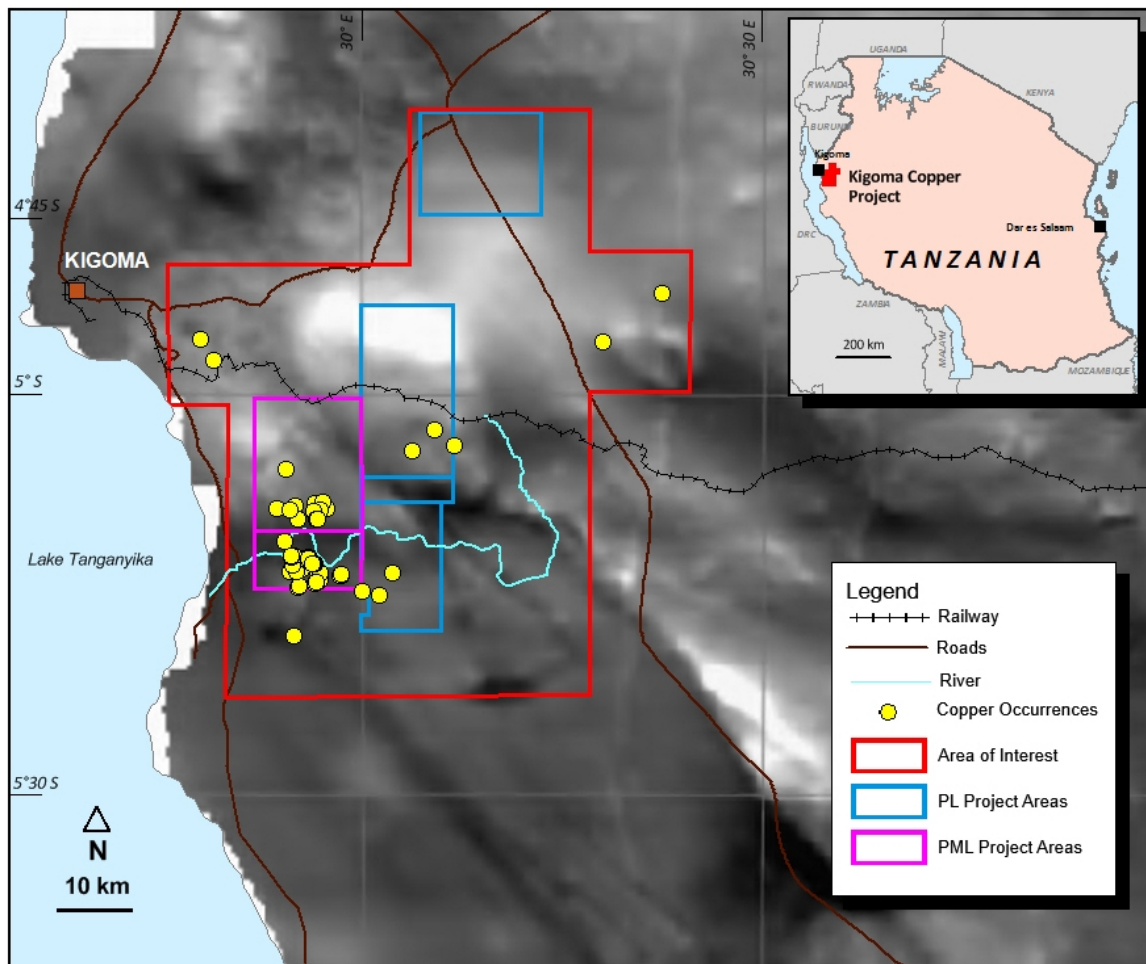 30° E
30° 30 E
4°45 S
KIGOMA
5° S
Lake Tanganyika
5°30 S
N
10 km
UGANDA
RWANDA
KENYA
BURUNDI
Kigoma
Kigoma Copper
Project
DRC
Dar es Salaam
TANZANIA
ZAMBIA
200 km
MALAWI
MOZAMBIQUE
Legend
Railway
Roads
River
Copper Occurrences
Area of Interest
PL Project Areas
PML Project Areas